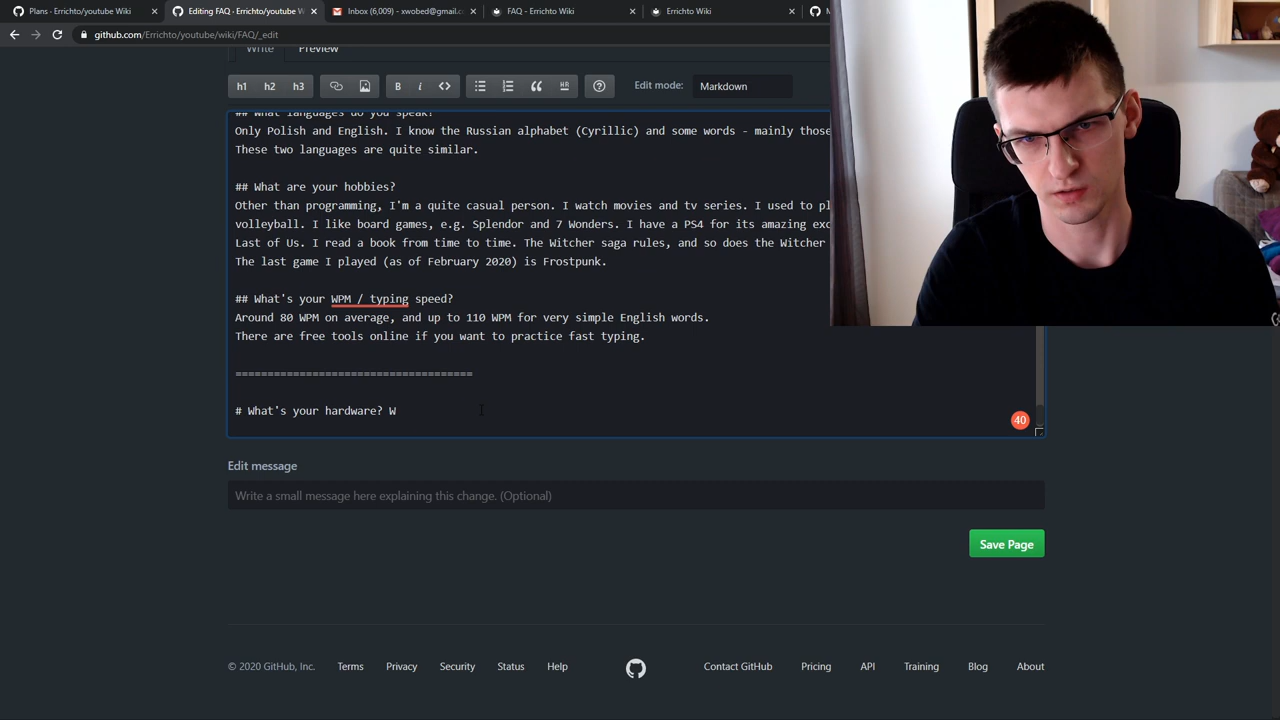 Plans · Errichto/youtube Wiki
Editing FAQ · Errichto/youtube W
Inbox (6,009) - xwobed@gmail.c
FAQ - Errichto Wiki
Errichto Wiki
github.com/Errichto/youtube/wiki/FAQ/_edit
Write
Preview
h1 h2 h3
B i
Edit mode:
Markdown
## What languages do you speak?
Only Polish and English. I know the Russian alphabet (Cyrillic) and some words - mainly those
These two languages are quite similar.
## What are your hobbies?
Other than programming, I'm a quite casual person. I watch movies and tv series. I used to pl
volleyball. I like board games, e.g. Splendor and 7 Wonders. I have a PS4 for its amazing exc
Last of Us. I read a book from time to time. The Witcher saga rules, and so does the Witcher
The last game I played (as of February 2020) is Frostpunk.
## What's your WPM / typing speed?
Around 80 WPM on average, and up to 110 WPM for very simple English words.
There are free tools online if you want to practice fast typing.
=====================================
# What's your hardware? W
40
Edit message
Write a small message here explaining this change. (Optional)
Save Page
© 2020 GitHub, Inc.
Terms
Privacy
Security
Status
Help
Contact GitHub
Pricing
API
Training
Blog
About